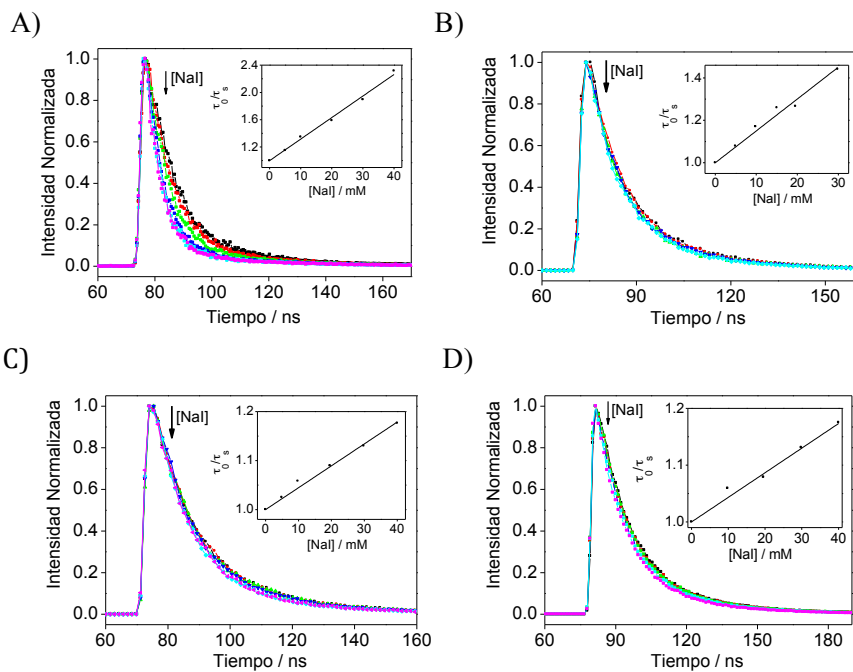 A)
Intensidad Normalizada
1.0
0.8
0.6
0.4
0.2
0.0
60 80 100 120 140 160
Tiempo / ns
[NaI]
τ0/τs
2.4
2.0
1.6
1.2
0 10 20 30 40
[NaI] / mM
B)
Intensidad Normalizada
1.0
0.8
0.6
0.4
0.2
0.0
60 90 120 150
Tiempo / ns
[NaI]
τ0/τs
1.4
1.2
1.0
0 10 20 30
[NaI] / mM
C)
Intensidad Normalizada
1.0
0.8
0.6
0.4
0.2
0.0
60 80 100 120 140 160
Tiempo / ns
[NaI]
τ0/τs
1.2
1.1
1.0
0 10 20 30 40
[NaI] / mM
D)
Intensidad Normalizada
1.0
0.8
0.6
0.4
0.2
0.0
60 90 120 150 180
Tiempo / ns
[NaI]
τ0/τs
1.2
1.1
1.0
0 10 20 30 40
[NaI] / mM